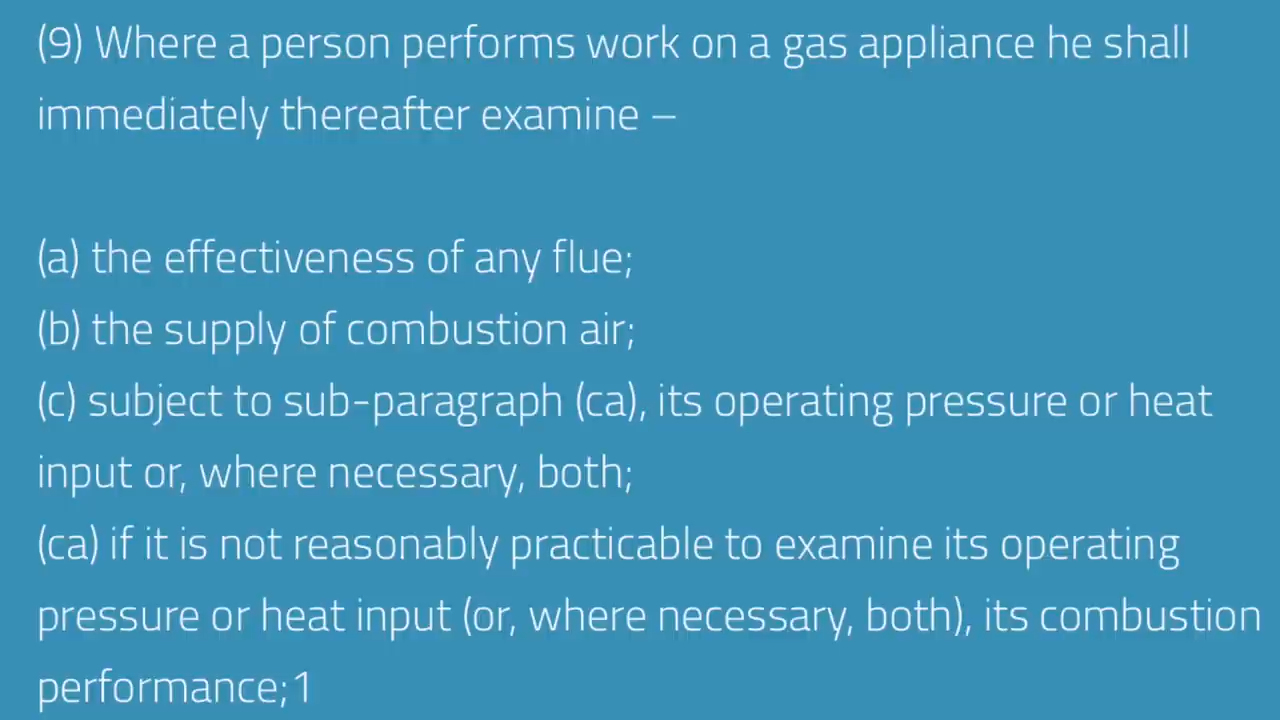 (9) Where a person performs work on a gas appliance he shall
immediately thereafter examine –
(a) the effectiveness of any flue;
(b) the supply of combustion air;
(c) subject to sub-paragraph (ca), its operating pressure or heat
input or, where necessary, both;
(ca) if it is not reasonably practicable to examine its operating
pressure or heat input (or, where necessary, both), its combustion
performance;1